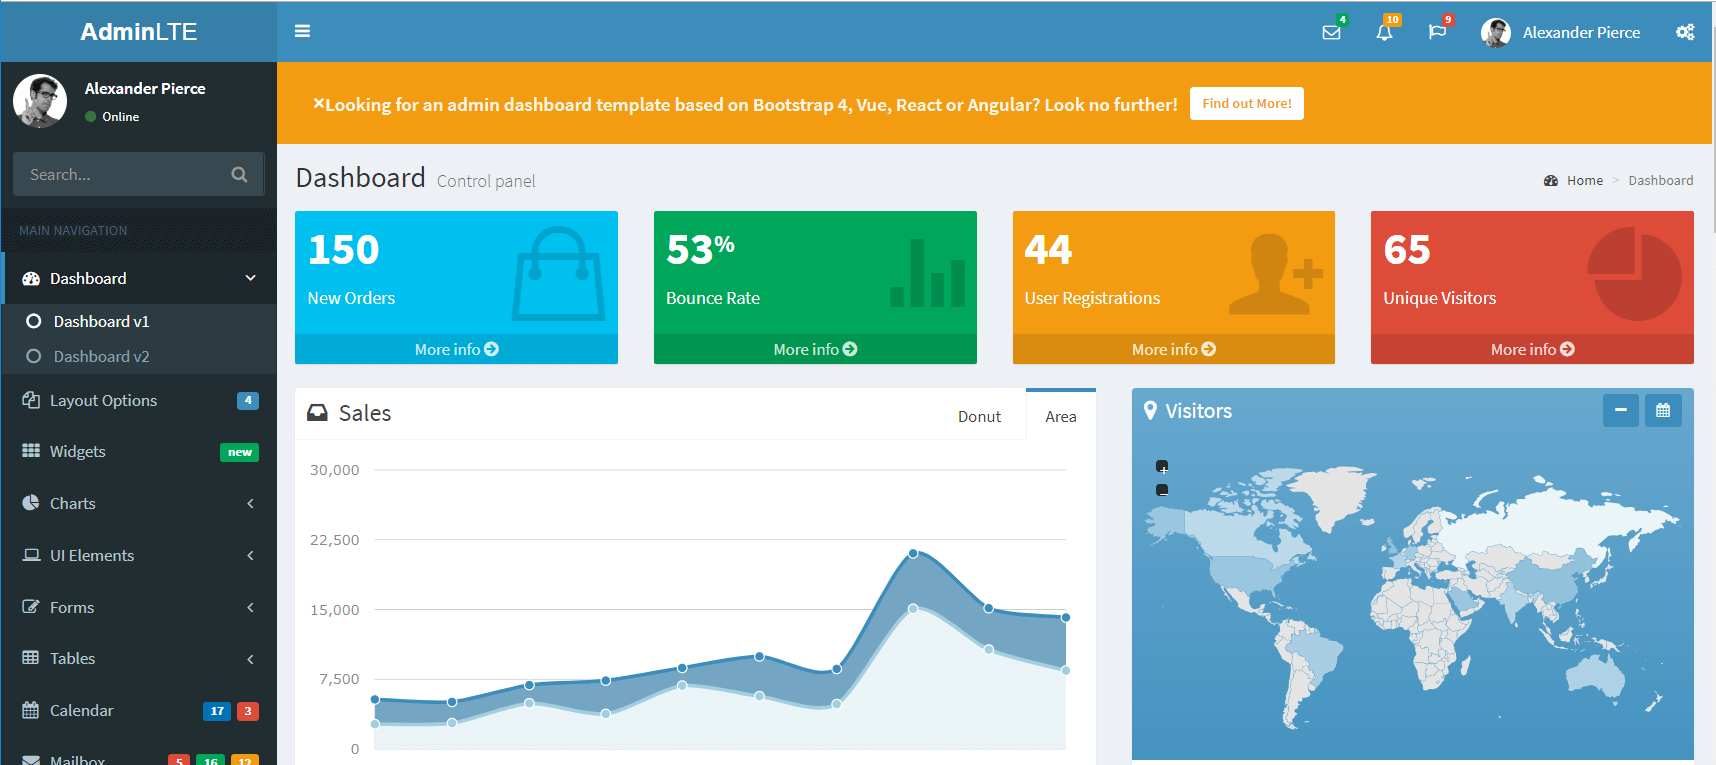 AdminLTE
4
10
9
Alexander Pierce
Alexander Pierce
Online
Search...
MAIN NAVIGATION
Dashboard
Dashboard v1
Dashboard v2
Layout Options 4
Widgets new
Charts
UI Elements
Forms
Tables
Calendar 17 3
Mailbox 5 16 12
×Looking for an admin dashboard template based on Bootstrap 4, Vue, React or Angular? Look no further! Find out More!
Dashboard Control panel
Home > Dashboard
150
New Orders
More info
53%
Bounce Rate
More info
44
User Registrations
More info
65
Unique Visitors
More info
Sales
Donut
Area
30,000
22,500
15,000
7,500
0
Visitors
+
−